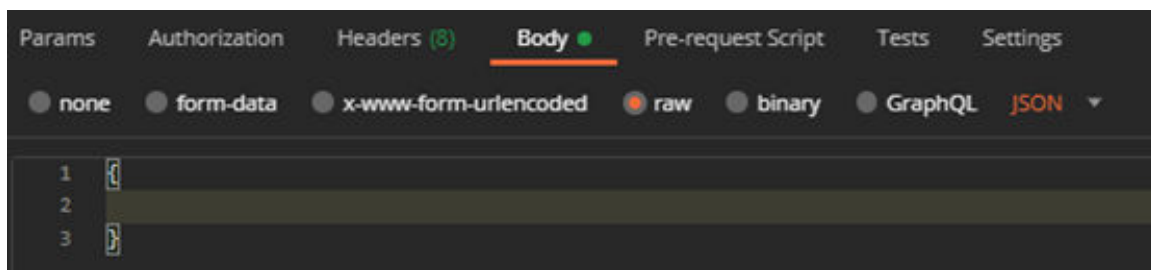 Params Authorization Headers (8) Body Pre-request Script Tests Settings
none form-data x-www-form-urlencoded raw binary GraphQL JSON
1 {
2
3 }